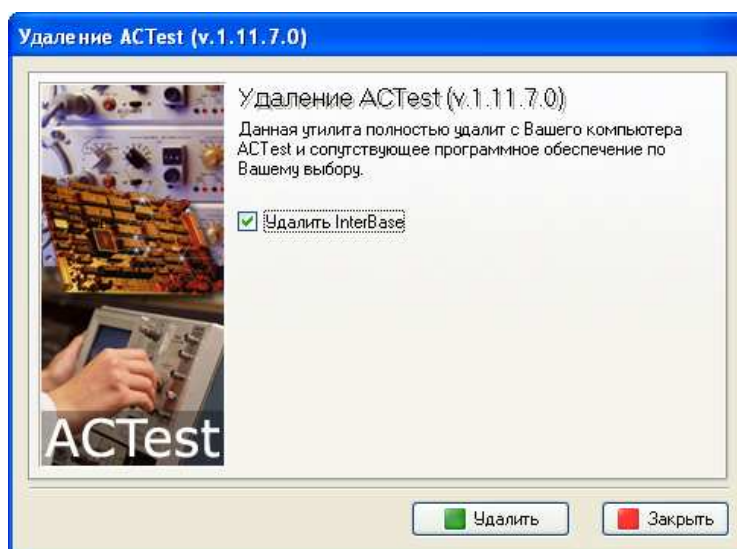 Удаление ACTest (v.1.11.7.0)
Удаление ACTest (v.1.11.7.0)
Данная утилита полностью удалит с Вашего компьютера
ACTest и сопутствующее программное обеспечение по
Вашему выбору.
Удалить InterBase
ACTest
Удалить
Закрыть